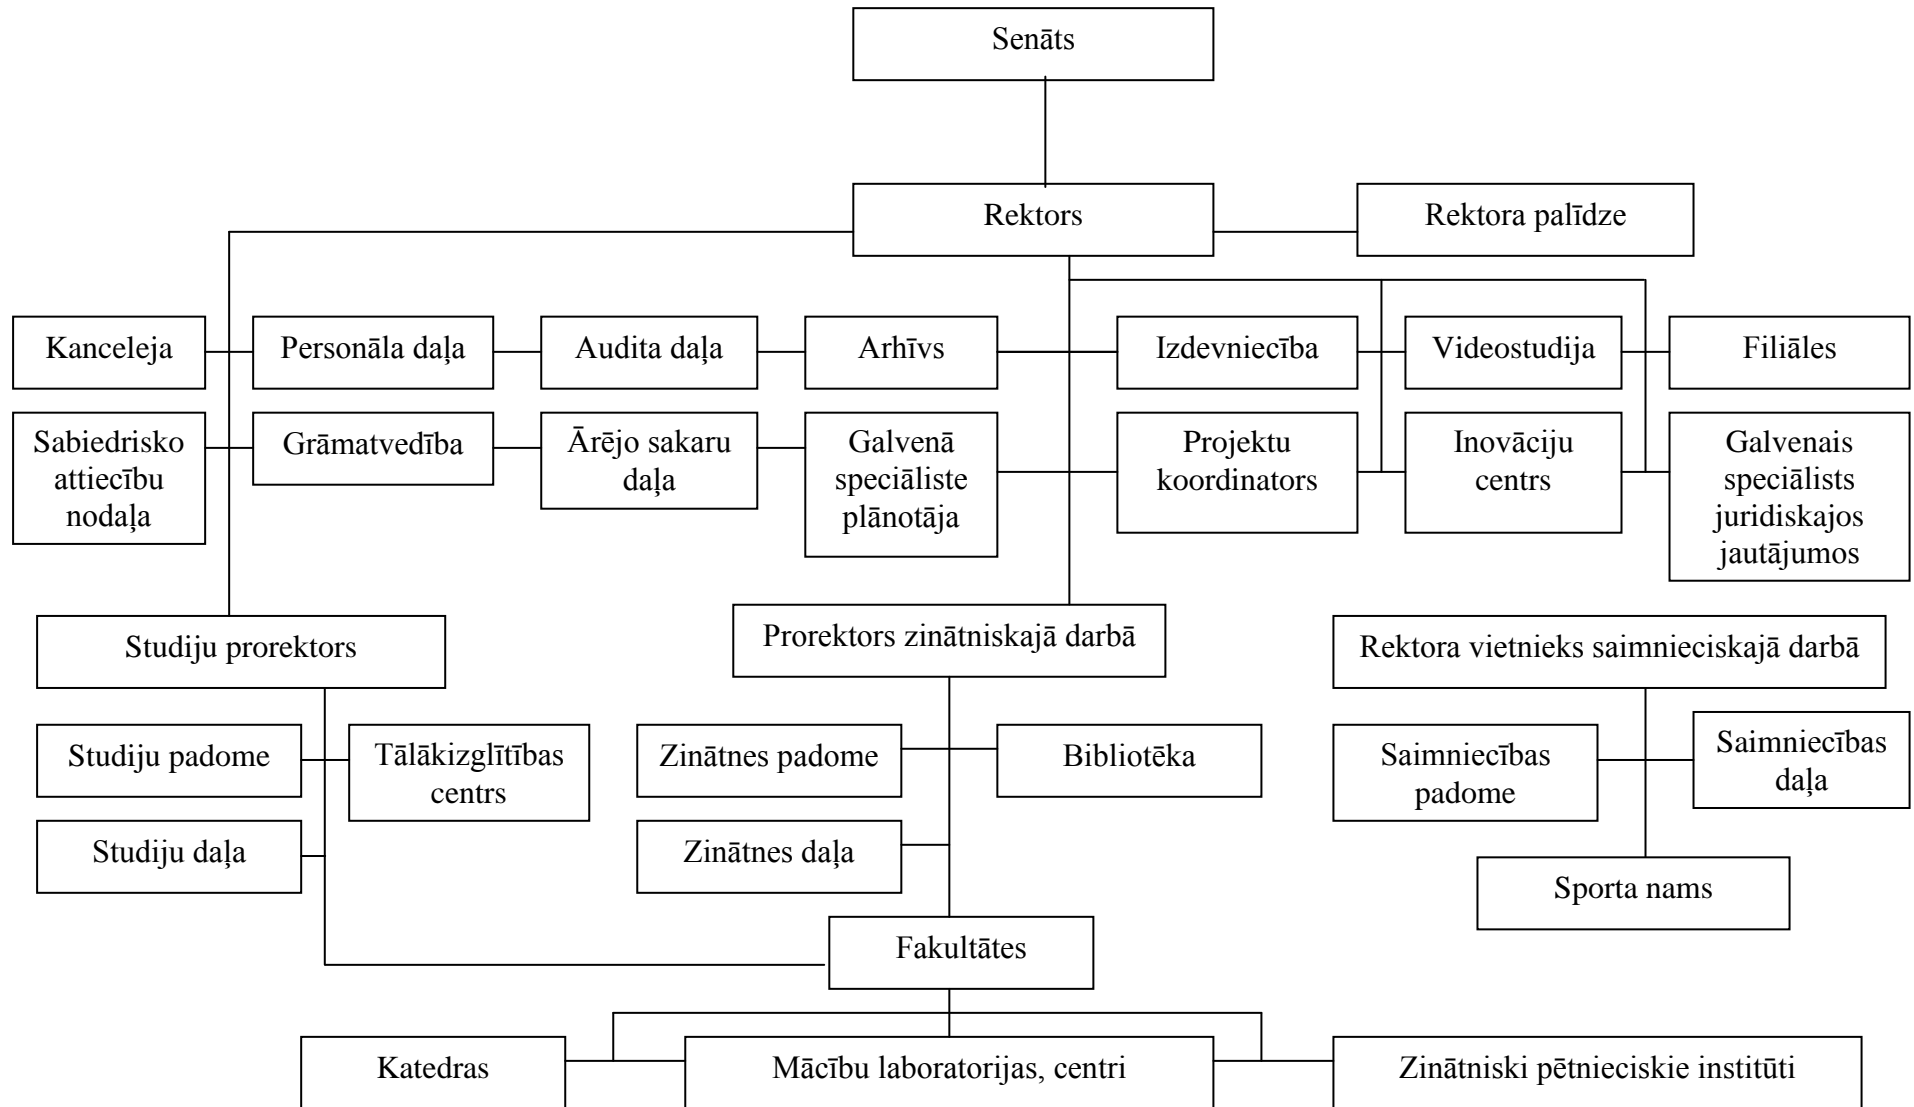 Senāts
Rektors
Rektora palīdze
Kanceleja
Personāla daļa
Audita daļa
Arhīvs
Izdevniecība
Videostudija
Filiāles
Sabiedrisko
attiecību
nodaļa
Grāmatvedība
Ārējo sakaru
daļa
Galvenā
speciāliste
plānotāja
Projektu
koordinators
Inovāciju
centrs
Galvenais
speciālists
juridiskajos
jautājumos
Studiju prorektors
Prorektors zinātniskajā darbā
Rektora vietnieks saimnieciskajā darbā
Studiju padome
Tālākizglītības
centrs
Zinātnes padome
Bibliotēka
Saimniecības
padome
Saimniecības
daļa
Studiju daļa
Zinātnes daļa
Sporta nams
Fakultātes
Katedras
Mācību laboratorijas, centri
Zinātniski pētnieciskie institūti